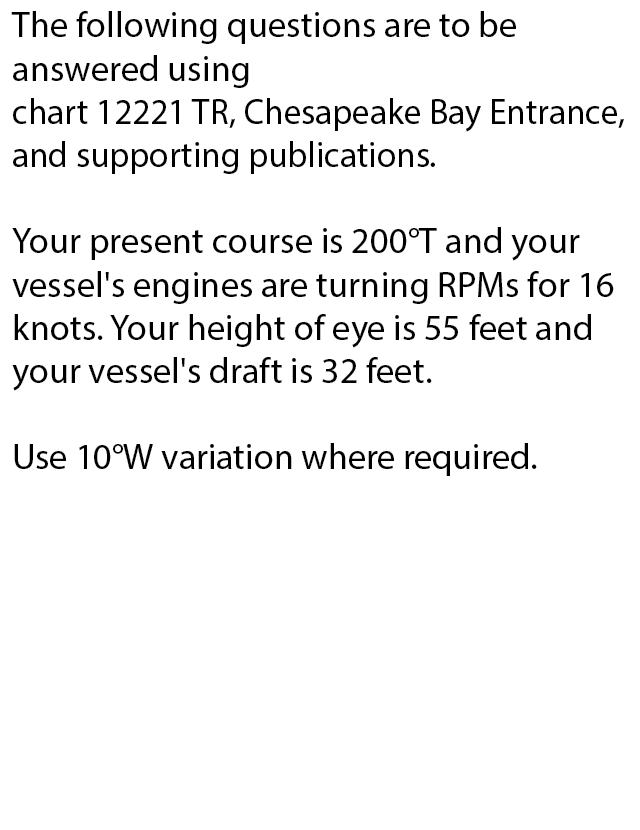 The following questions are to be
answered using
chart 12221 TR, Chesapeake Bay Entrance,
and supporting publications.
Your present course is 200°T and your
vessel's engines are turning RPMs for 16
knots. Your height of eye is 55 feet and
your vessel's draft is 32 feet.
Use 10°W variation where required.